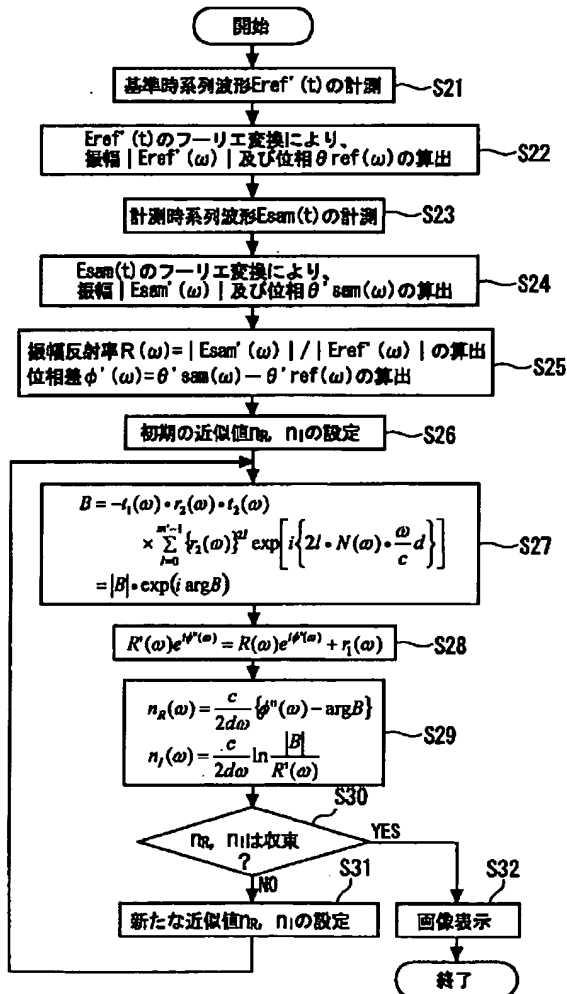 開始
基準時系列波形Eref'(t)の計測
S21
Eref'(t)のフーリエ変換により、
振幅|Eref'(ω)|及び位相θref(ω)の算出
S22
計測時系列波形Esam(t)の計測
S23
Esam(t)のフーリエ変換により、
振幅|Esam'(ω)|及び位相θ'sam(ω)の算出
S24
振幅反射率R(ω)=|Esam'(ω)|/|Eref'(ω)|の算出
位相差φ'(ω)=θ'sam(ω)-θ'ref(ω)の算出
S25
初期の近似値nR, nIの設定
S26
B = -t₁(ω)・r₂(ω)・t₂(ω)
× Σ_{l=0}^{m'-1} {r₂(ω)}^{2l} exp[i{2l・N(ω)・ω/c d}]
= |B|・exp(i argB)
S27
R'(ω)e^{iφ''(ω)} = R(ω)e^{iφ'(ω)} + r₁(ω)
S28
n_R(ω) = c/2dω {φ''(ω) - argB}
n_I(ω) = c/2dω ln |B|/R'(ω)
S29
S30
nR, nIは収束
?
YES
NO
S31
新たな近似値nR, nIの設定
S32
画像表示
終了